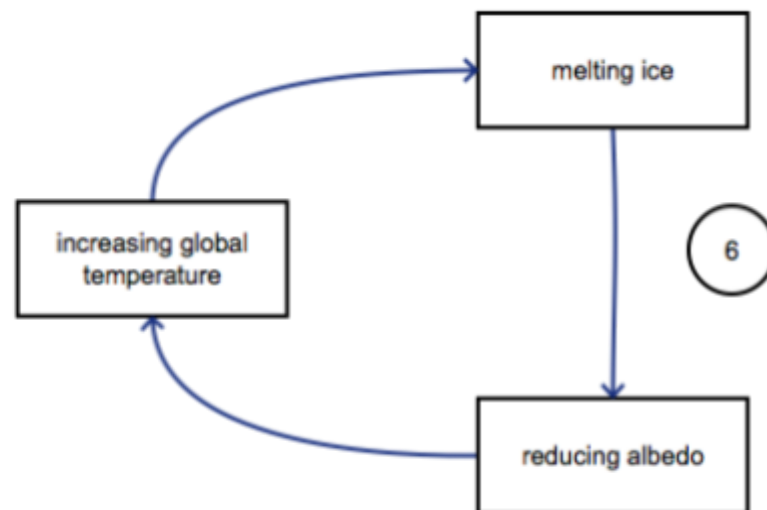 melting ice
increasing global
temperature
6
reducing albedo